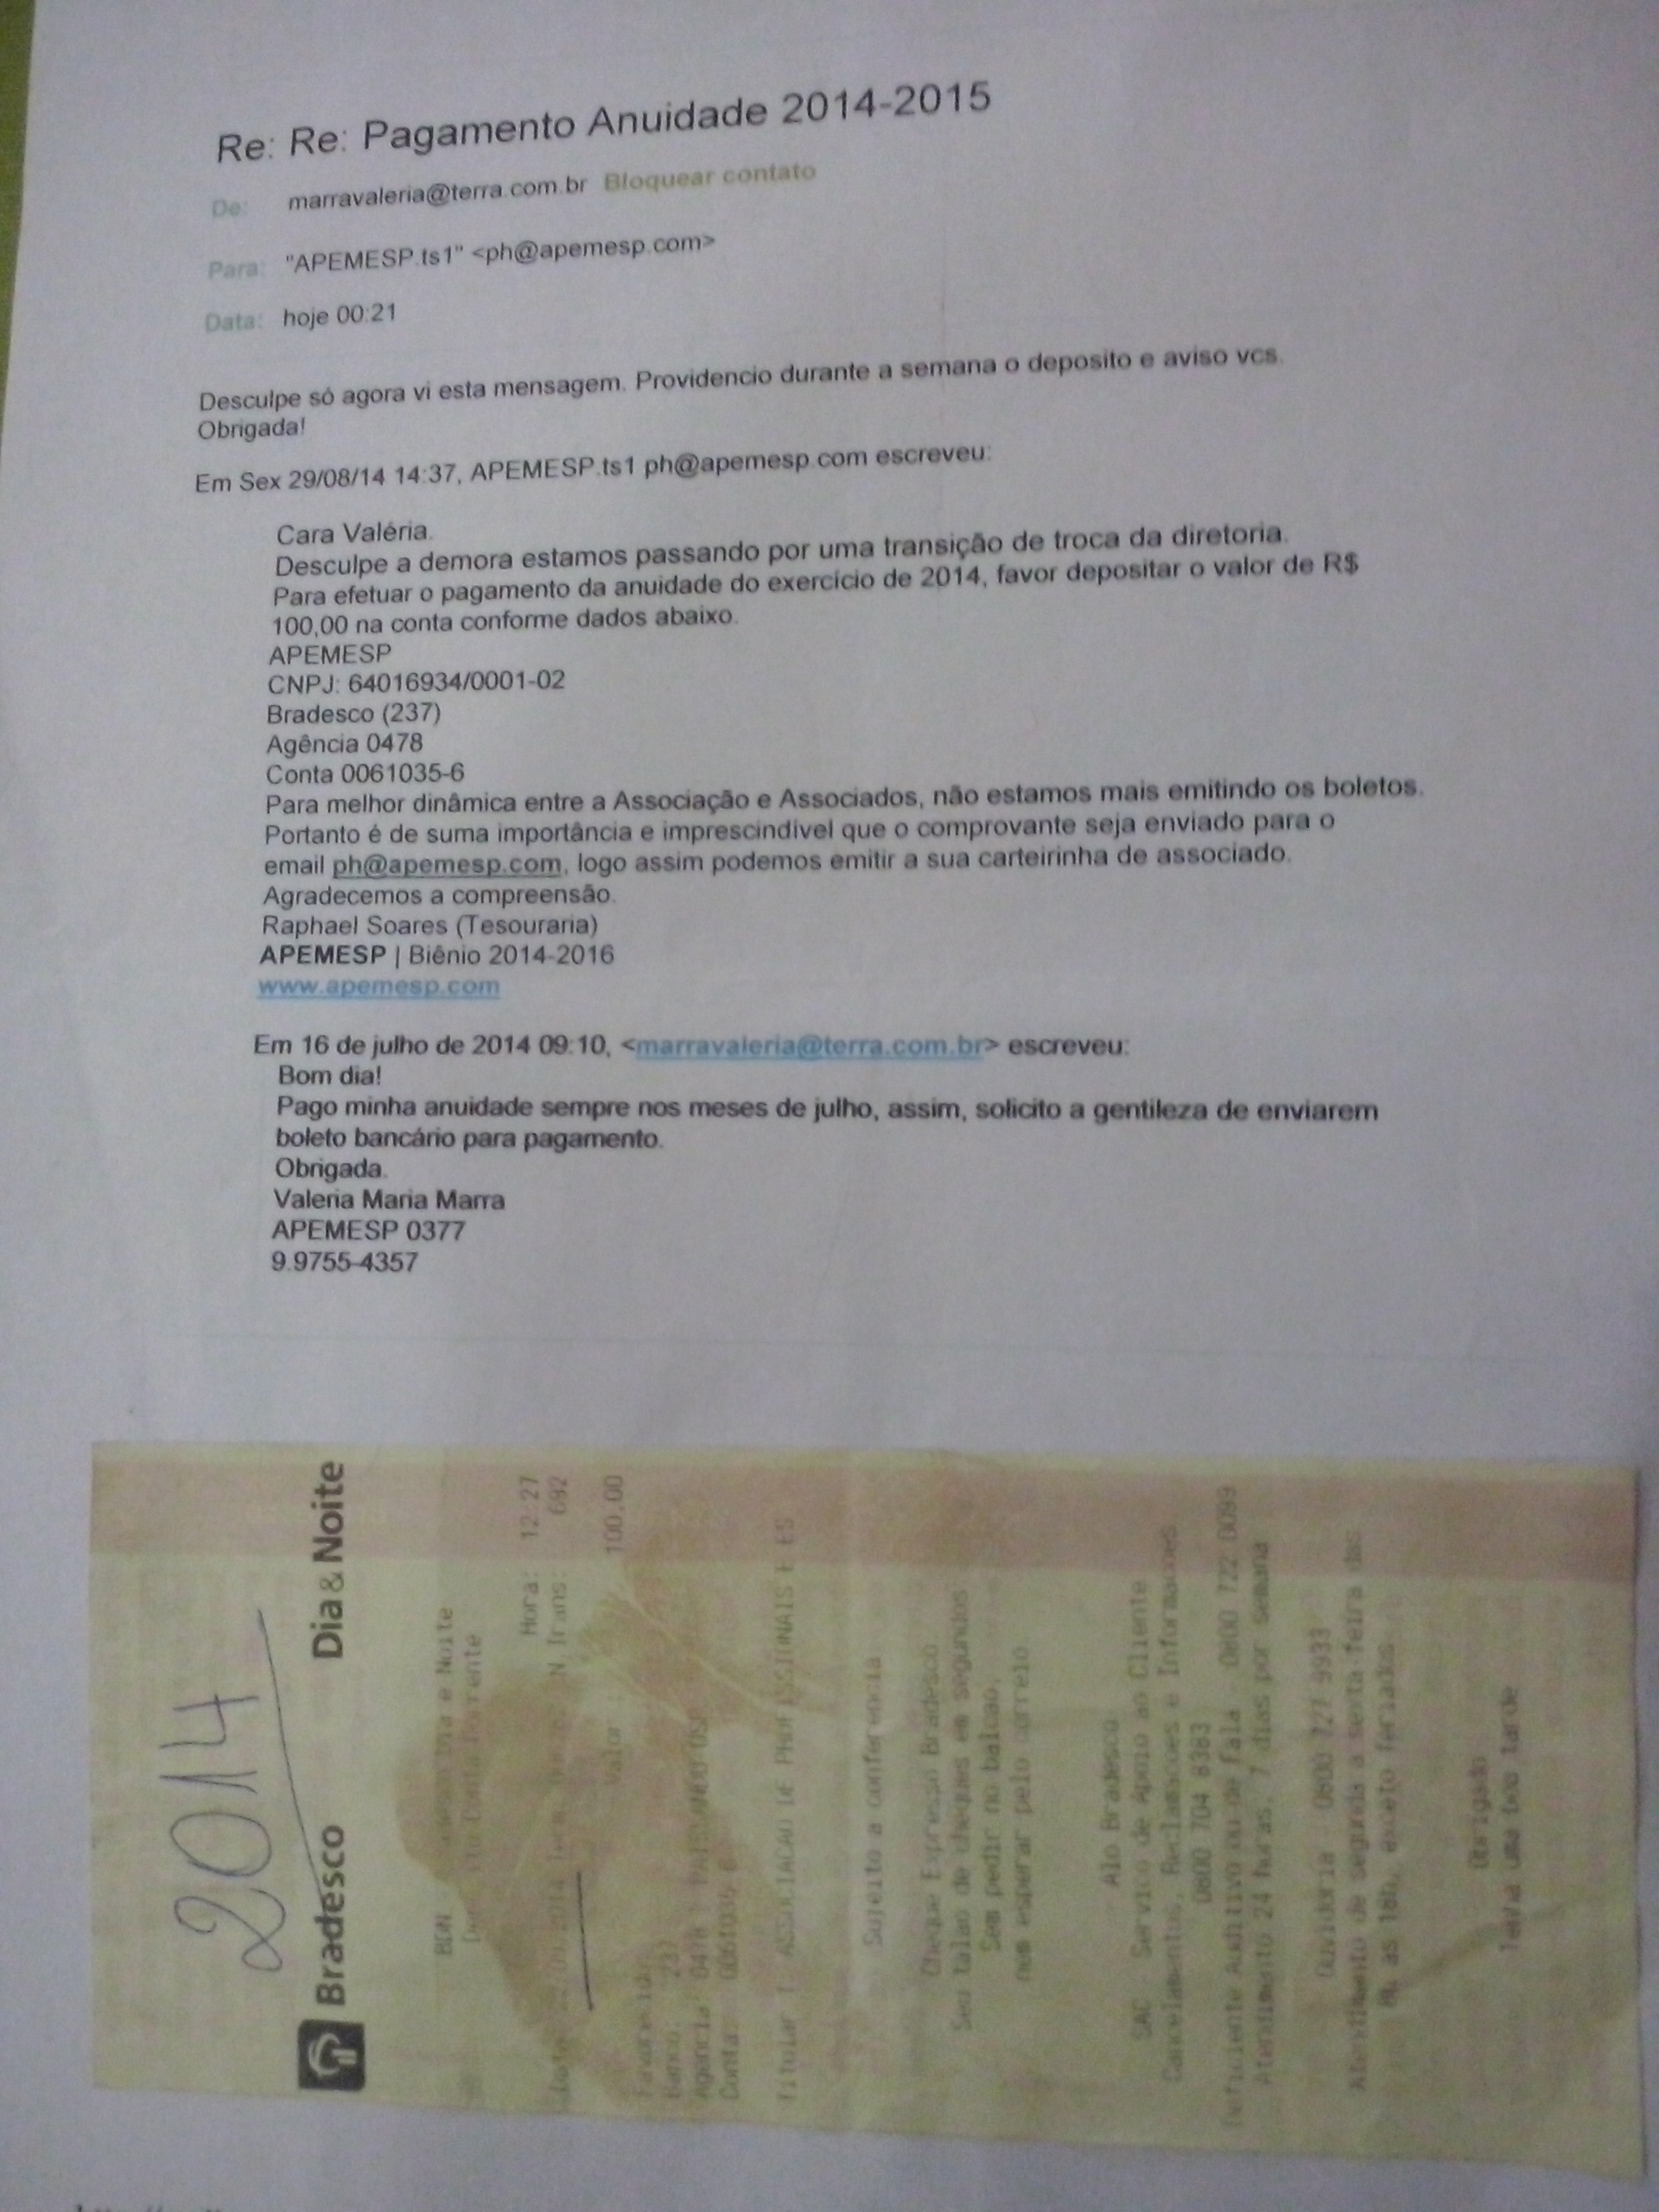 Re: Re: Pagamento Anuidade 2014-2015
De: marravaleria@terra.com.br Bloquear contato
Para: "APEMESP.ts1" <ph@apemesp.com>
Data: hoje 00:21
Desculpe só agora vi esta mensagem. Providencio durante a semana o deposito e aviso vcs.
Obrigada!
Em Sex 29/08/14 14:37, APEMESP.ts1 ph@apemesp.com escreveu:
Cara Valéria.
Desculpe a demora estamos passando por uma transição de troca da diretoria.
Para efetuar o pagamento da anuidade do exercício de 2014, favor depositar o valor de R$
100,00 na conta conforme dados abaixo.
APEMESP
CNPJ: 64016934/0001-02
Bradesco (237)
Agência 0478
Conta 0061035-6
Para melhor dinâmica entre a Associação e Associados, não estamos mais emitindo os boletos.
Portanto é de suma importância e imprescindível que o comprovante seja enviado para o
email ph@apemesp.com, logo assim podemos emitir a sua carteirinha de associado.
Agradecemos a compreensão.
Raphael Soares (Tesouraria)
APEMESP | Biênio 2014-2016
www.apemesp.com
Em 16 de julho de 2014 09:10, <marravaleria@terra.com.br> escreveu:
Bom dia!
Pago minha anuidade sempre nos meses de julho, assim, solicito a gentileza de enviarem
boleto bancário para pagamento.
Obrigada.
Valeria Maria Marra
APEMESP 0377
9.9755-4357
2014
Bradesco Dia & Noite
BDN Dia e Noite
Hora: 12:27
N Trans: 692
Valor : 100,00
Banco: 237
Agencia: 0478
Conta: 0061035-6
Titular 1: ASSOCIACAO DE PROFISSIONAIS E ES
Sujeito a conferencia
Cheque Expresso Bradesco
Seu talao de cheques em segundos
Sem pedir no balcao,
nem esperar pelo correio
Alo Bradesco
SAC - Servico de Apoio ao Cliente
Cancelamentos, Reclamacoes e Informacoes
0800 704 8383
Deficiente Auditivo ou de Fala - 0800 722 0099
Atendimento 24 horas, 7 dias por semana
Ouvidoria - 0800 727 9933
Atendimento de segunda a sexta-feira das
8h as 18h, exceto feriados
Obrigado
Tenha uma boa tarde